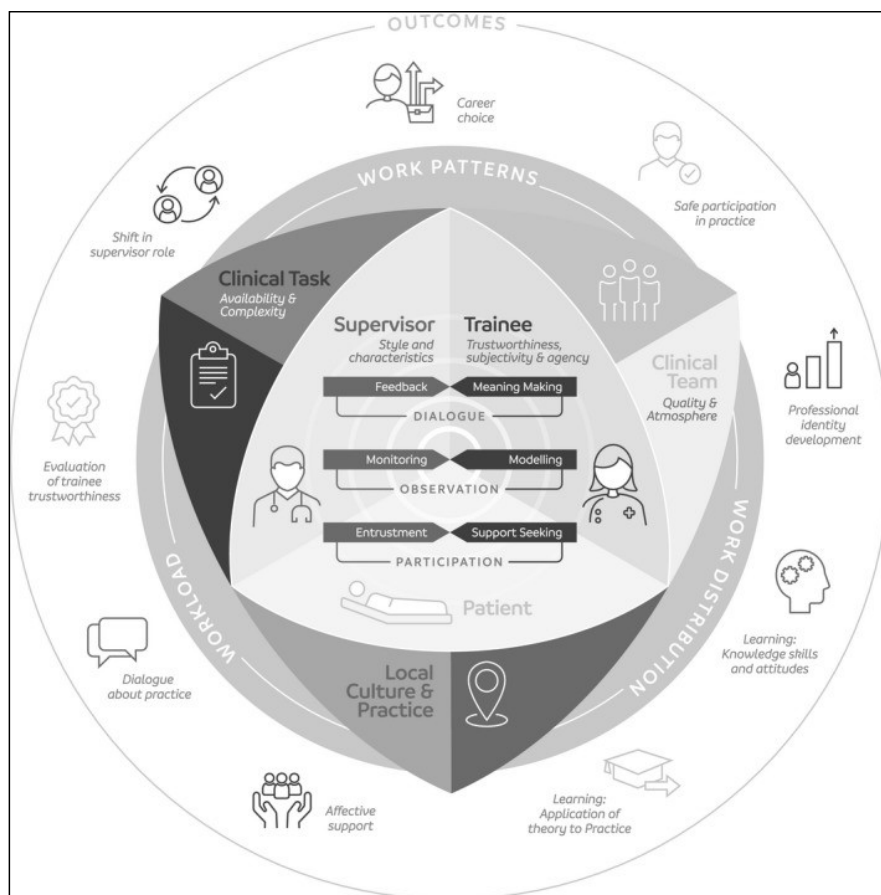 OUTCOMES
Career
choice
Safe participation
in practice
WORK PATTERNS
Shift in
supervisor role
Clinical Task
Availability &
Complexity
Supervisor
Style and
characteristics
Trainee
Trustworthiness,
subjectivity & agency
Clinical
Team
Quality &
Atmosphere
Feedback
Meaning Making
DIALOGUE
Professional
identity
development
Monitoring
Modelling
OBSERVATION
Evaluation
of trainee
trustworthiness
Entrustment
Support Seeking
PARTICIPATION
Patient
WORKLOAD
WORK DISTRIBUTION
Learning:
Knowledge skills
and attitudes
Dialogue
about practice
Local
Culture &
Practice
Affective
support
Learning:
Application of
theory to Practice